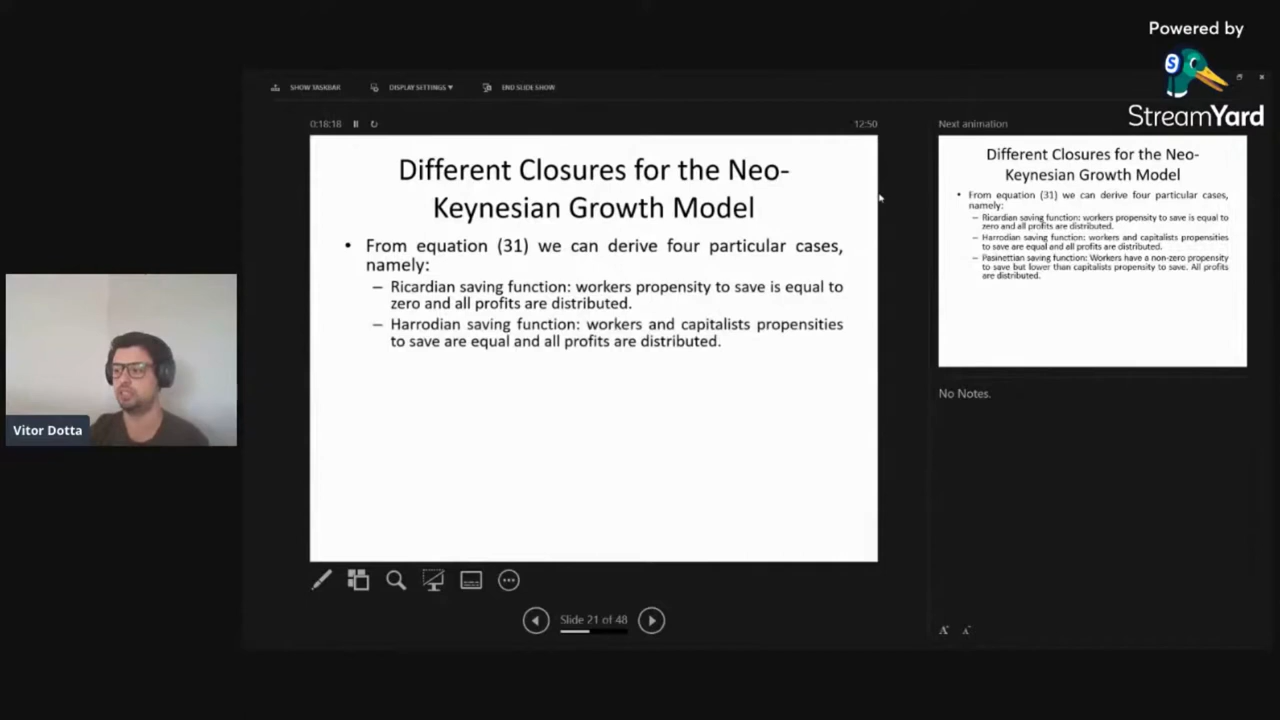 Powered by
StreamYard
SHOW TASKBAR
DISPLAY SETTINGS
END SLIDE SHOW
0:18:18
12:50
Next animation
Different Closures for the Neo-
Keynesian Growth Model
• From equation (31) we can derive four particular cases,
namely:
– Ricardian saving function: workers propensity to save is equal to
zero and all profits are distributed.
– Harrodian saving function: workers and capitalists propensities
to save are equal and all profits are distributed.
Different Closures for the Neo-
Keynesian Growth Model
• From equation (31) we can derive four particular cases,
namely:
– Ricardian saving function: workers propensity to save is equal to
zero and all profits are distributed.
– Harrodian saving function: workers and capitalists propensities
to save are equal and all profits are distributed.
– Pasinettian saving function: Workers have a non-zero propensity
to save but lower than capitalists propensity to save. All profits
are distributed.
No Notes.
Vitor Dotta
Slide 21 of 48
A A